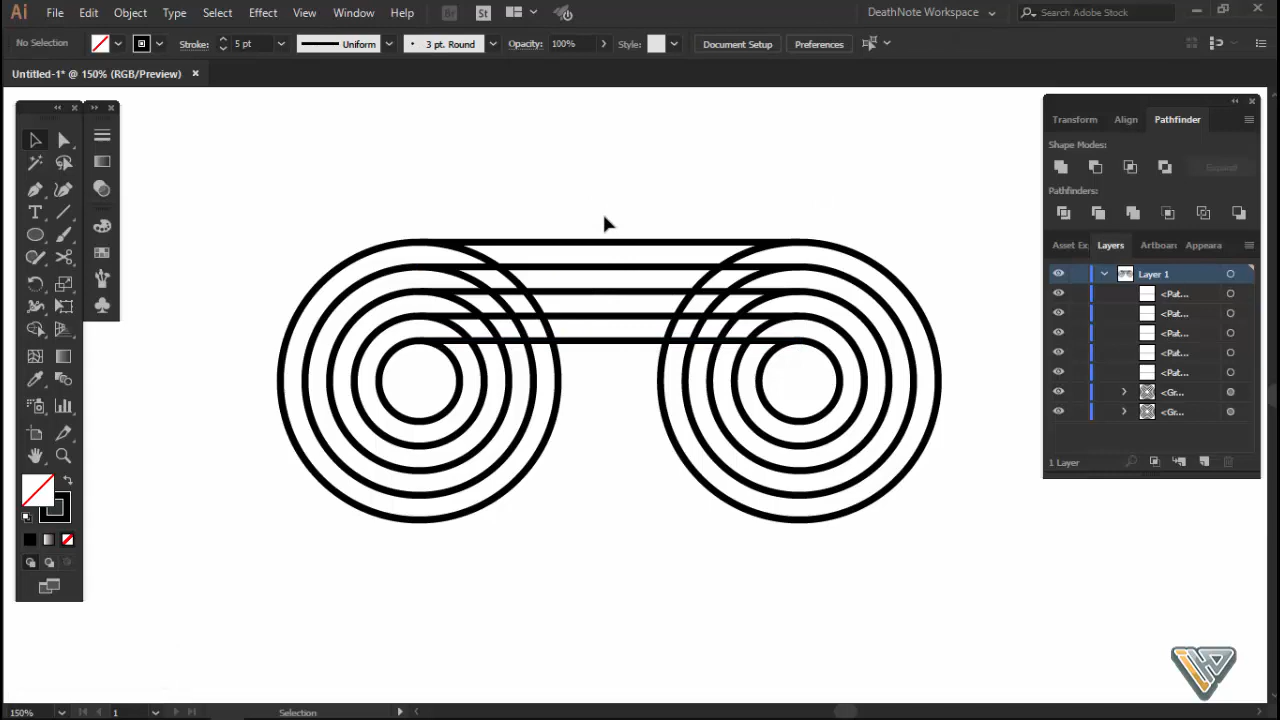 Ai File Edit Object Type Select Effect View Window Help Br St DeathNote Workspace Search Adobe Stock
No Selection Stroke: 5 pt Uniform 3 pt. Round Opacity: 100% Style: Document Setup Preferences
Untitled-1* @ 150% (RGB/Preview)
Transform Align Pathfinder
Shape Modes:
Expand
Pathfinders:
Asset Ex Layers Artboar Appeara
Layer 1
<Pat...
<Pat...
<Pat...
<Pat...
<Pat...
<Gr...
<Gr...
1 Layer
150% 1 Selection